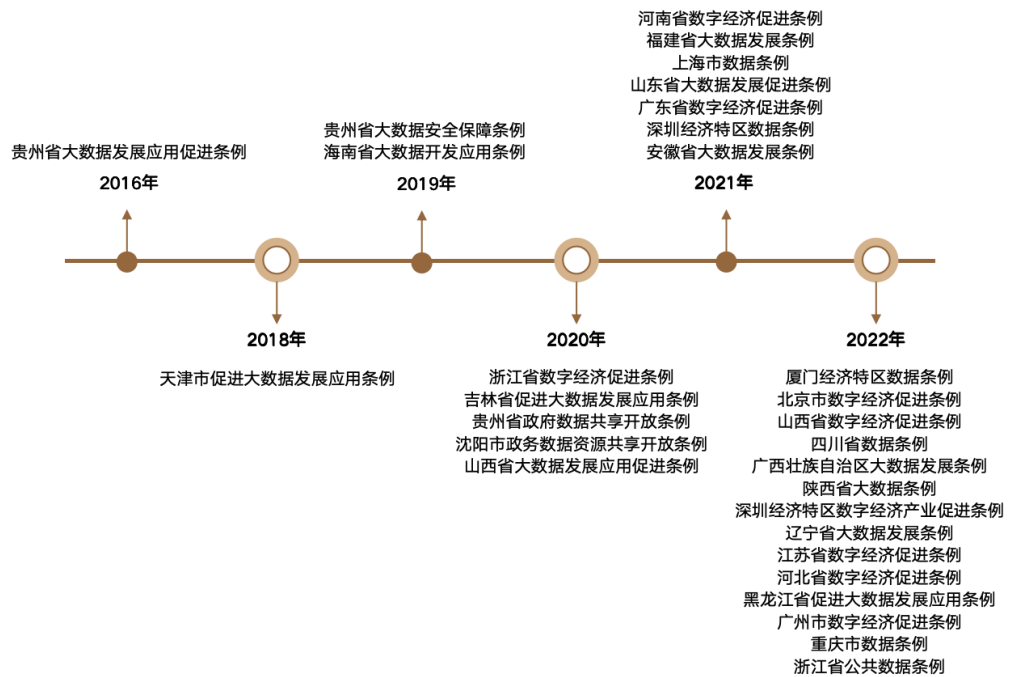 贵州省大数据发展应用促进条例
2016年
天津市促进大数据发展应用条例
2018年
贵州省大数据安全保障条例
海南省大数据开发应用条例
2019年
2020年
浙江省数字经济促进条例
吉林省促进大数据发展应用条例
贵州省政府数据共享开放条例
沈阳市政务数据资源共享开放条例
山西省大数据发展应用促进条例
河南省数字经济促进条例
福建省大数据发展条例
上海市数据条例
山东省大数据发展促进条例
广东省数字经济促进条例
深圳经济特区数据条例
安徽省大数据发展条例
2021年
2022年
厦门经济特区数据条例
北京市数字经济促进条例
山西省数字经济促进条例
四川省数据条例
广西壮族自治区大数据发展条例
陕西省大数据条例
深圳经济特区数字经济产业促进条例
辽宁省大数据发展条例
江苏省数字经济促进条例
河北省数字经济促进条例
黑龙江省促进大数据发展应用条例
广州市数字经济促进条例
重庆市数据条例
浙江省公共数据条例